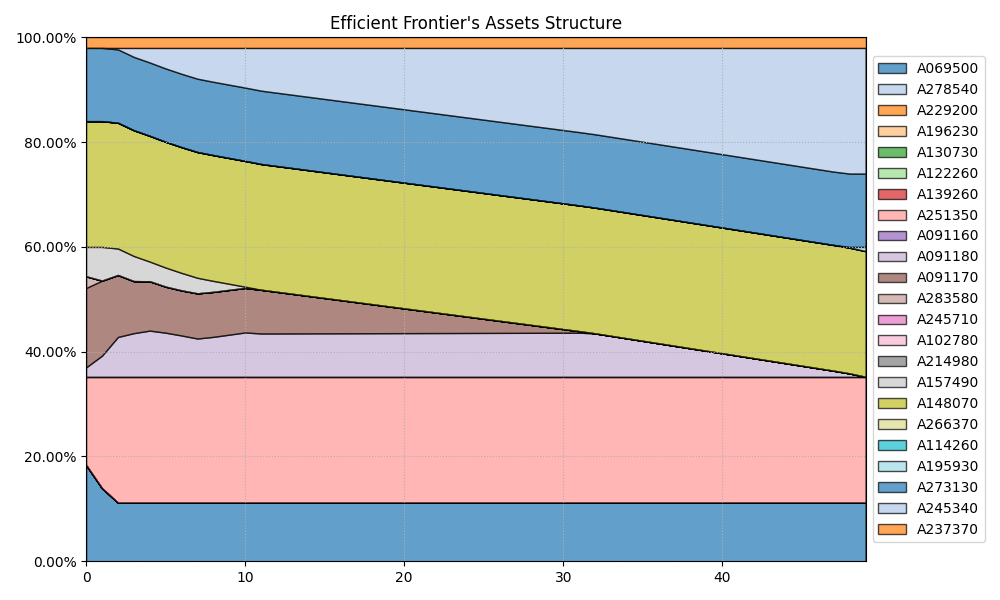 Efficient Frontier's Assets Structure
100.00%
80.00%
60.00%
40.00%
20.00%
0.00%
0
10
20
30
40
A069500
A278540
A229200
A196230
A130730
A122260
A139260
A251350
A091160
A091180
A091170
A283580
A245710
A102780
A214980
A157490
A148070
A266370
A114260
A195930
A273130
A245340
A237370